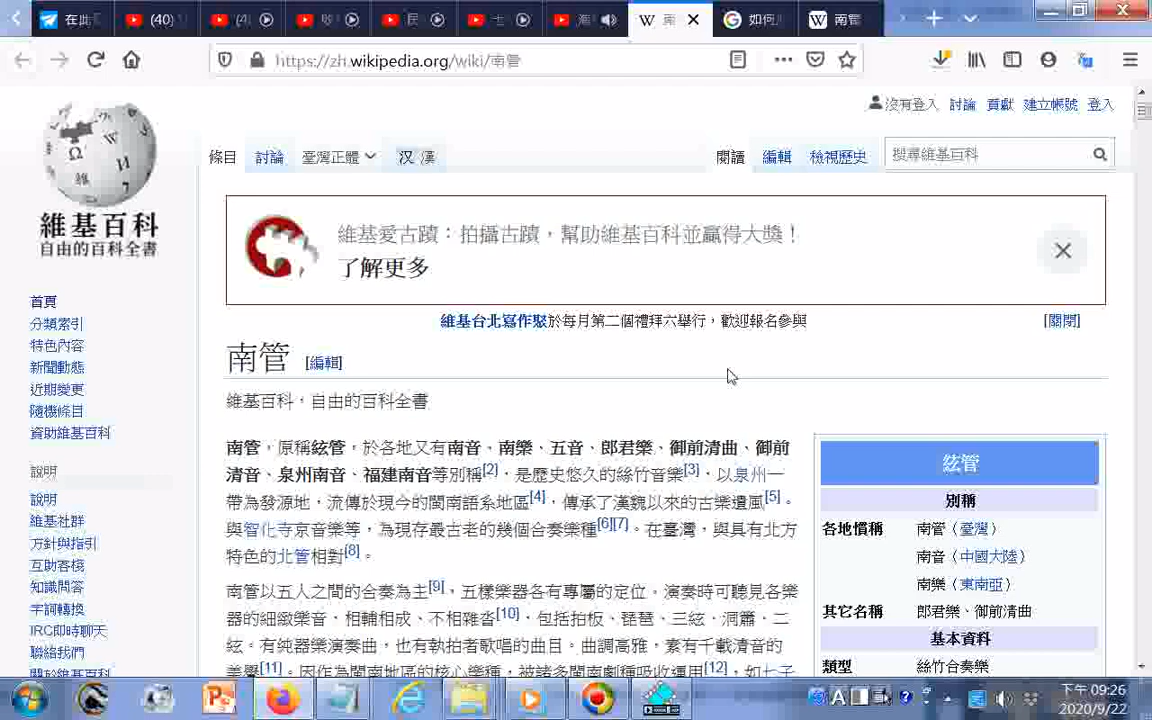 在此
(40)
(4
民
七
W 南
如何
南管
https://zh.wikipedia.org/wiki/南管
沒有登入 討論 貢獻 建立帳號 登入
條目 討論 臺灣正體 汉 漢 閱讀 編輯 檢視歷史 搜尋維基百科
維基百科
自由的百科全書
維基愛古蹟：拍攝古蹟，幫助維基百科並贏得大獎！
了解更多
維基台北寫作聚於每月第二個禮拜六舉行，歡迎報名參與 [關閉]
首頁
分類索引
特色內容
新聞動態
近期變更
隨機條目
資助維基百科
說明
說明
維基社群
方針與指引
互助客棧
知識問答
字詞轉換
IRC即時聊天
聯絡我們
關於維基百科
南管 [編輯]
維基百科，自由的百科全書
南管，原稱絃管，於各地又有南音、南樂、五音、郎君樂、御前清曲、御前
清音、泉州南音、福建南音等別稱[2]，是歷史悠久的絲竹音樂[3]，以泉州一
帶為發源地，流傳於現今的閩南語系地區[4]，傳承了漢魏以來的古樂遺風[5]。
與智化寺京音樂等，為現存最古老的幾個合奏樂種[6][7]。在臺灣，與具有北方
特色的北管相對[8]。
南管以五人之間的合奏為主[9]，五樣樂器各有專屬的定位。演奏時可聽見各樂
器的細緻樂音，相輔相成、不相雜沓[10]，包括拍板、琵琶、三絃、洞簫、二
絃。有純器樂演奏曲，也有執拍者歌唱的曲目。曲調高雅，素有千載清音的
美譽[11]。因作為閩南地區的核心樂種，被諸多閩南劇種吸收運用[12]，如七子
絃管
別稱
各地慣稱 南管（臺灣）
南音（中國大陸）
南樂（東南亞）
其它名稱 郎君樂、御前清曲
基本資料
類型 絲竹合奏樂
下午 09:26
2020/9/22